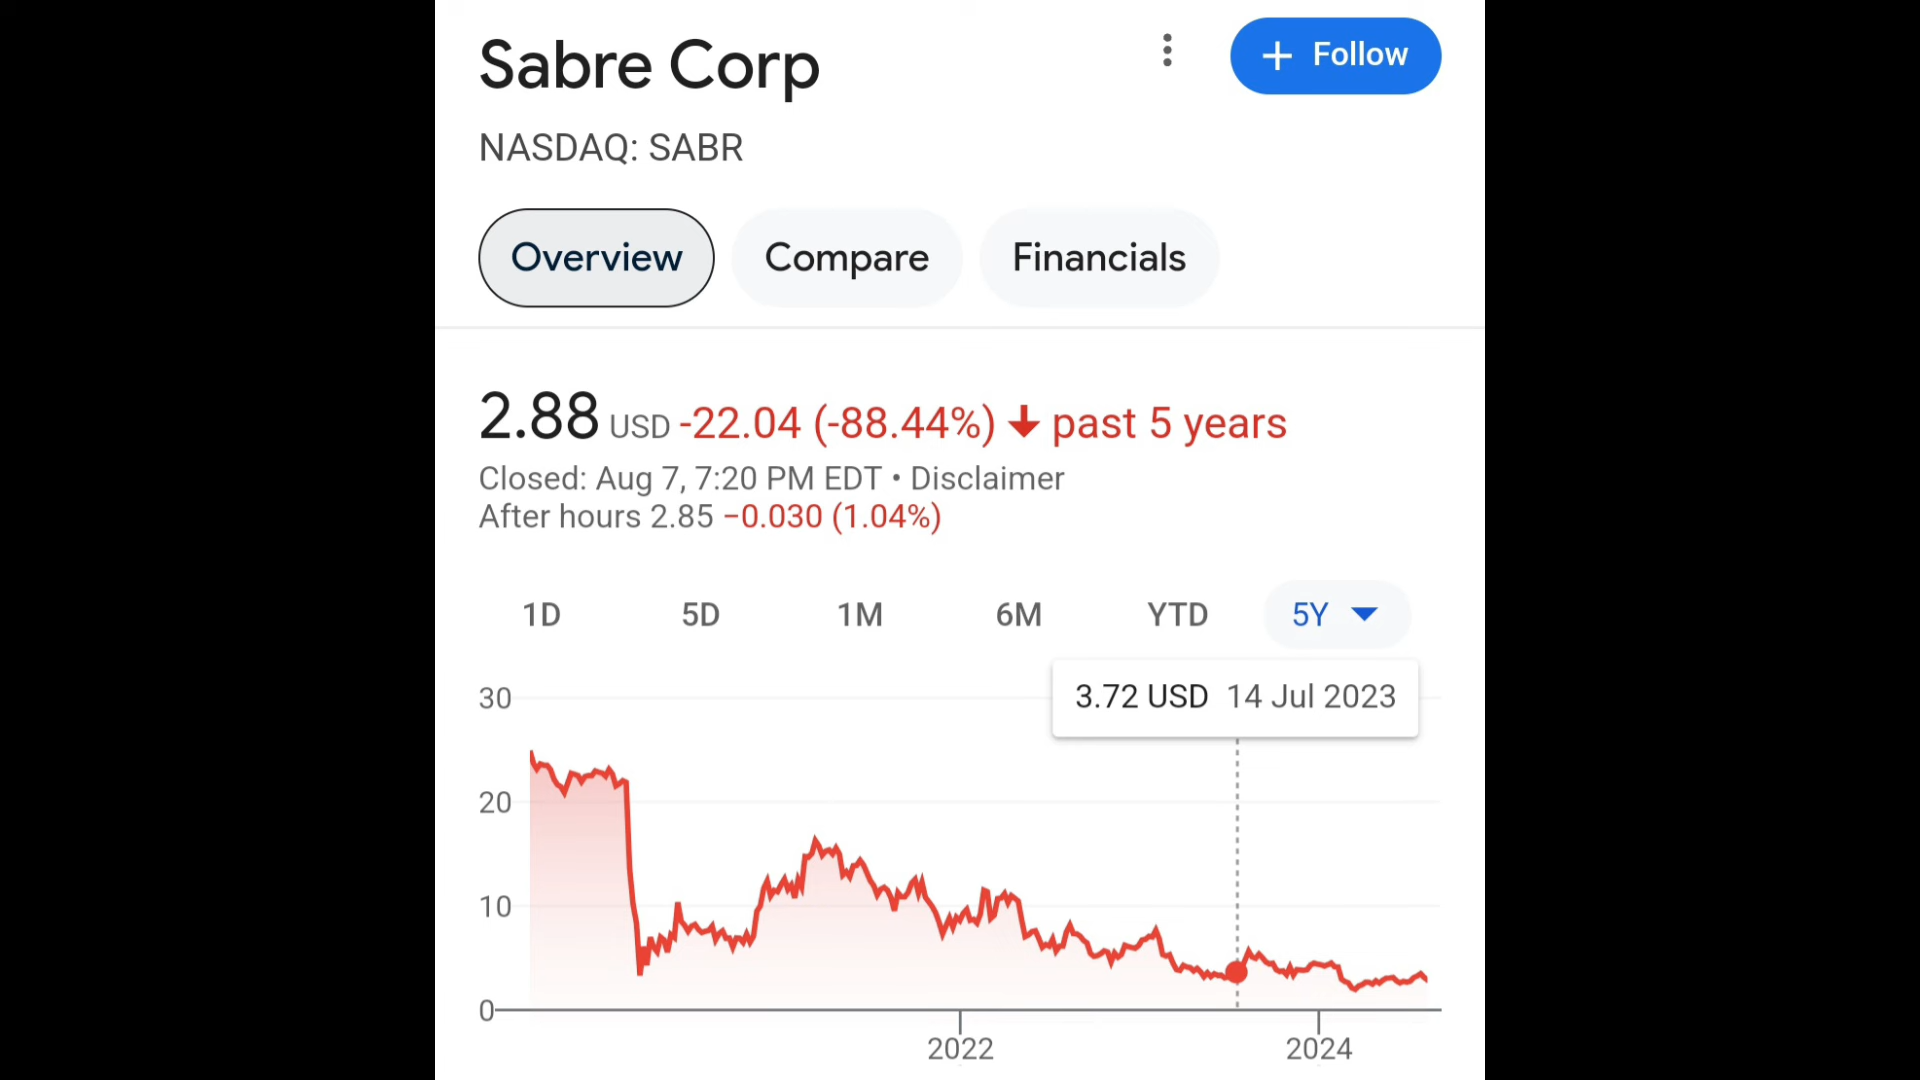 Sabre Corp
+ Follow
NASDAQ: SABR
Overview Compare Financials
2.88 USD -22.04 (-88.44%) ↓ past 5 years
Closed: Aug 7, 7:20 PM EDT • Disclaimer
After hours 2.85 −0.030 (1.04%)
1D 5D 1M 6M YTD 5Y
3.72 USD 14 Jul 2023
30
20
10
0
2022 2024